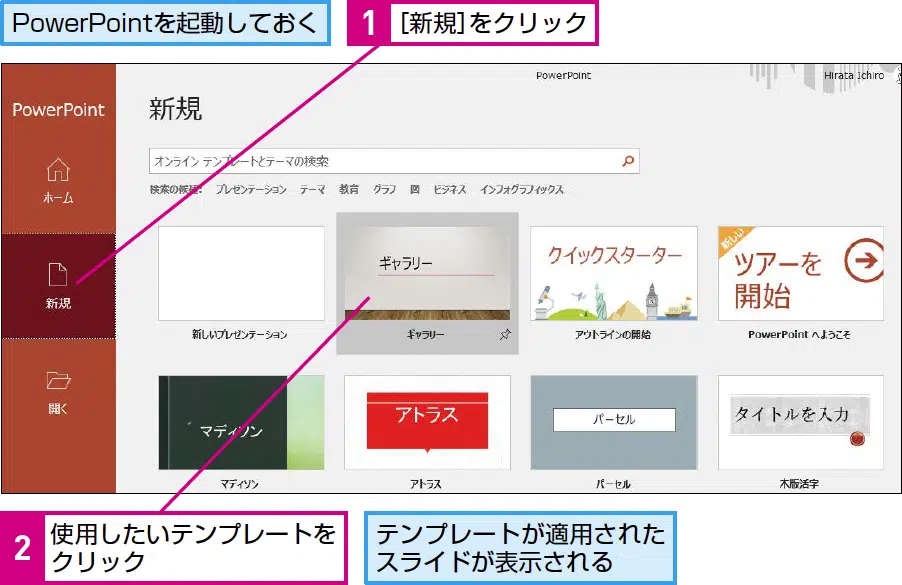 PowerPointを起動しておく
1 [新規]をクリック
PowerPoint
Hirata Ichiro
PowerPoint
新規
オンライン テンプレートとテーマの検索
検索の候補: プレゼンテーション テーマ 教育 グラフ 図 ビジネス インフォグラフィックス
ホーム
新規
開く
ギャラリー
クイックスターター
新しい
ツアーを
開始
新しいプレゼンテーション
ギャラリー
アウトラインの開始
PowerPoint へようこそ
マディソン
アトラス
パーセル
タイトルを入力
マディソン
アトラス
パーセル
木版活字
2 使用したいテンプレートを
クリック
テンプレートが適用された
スライドが表示される